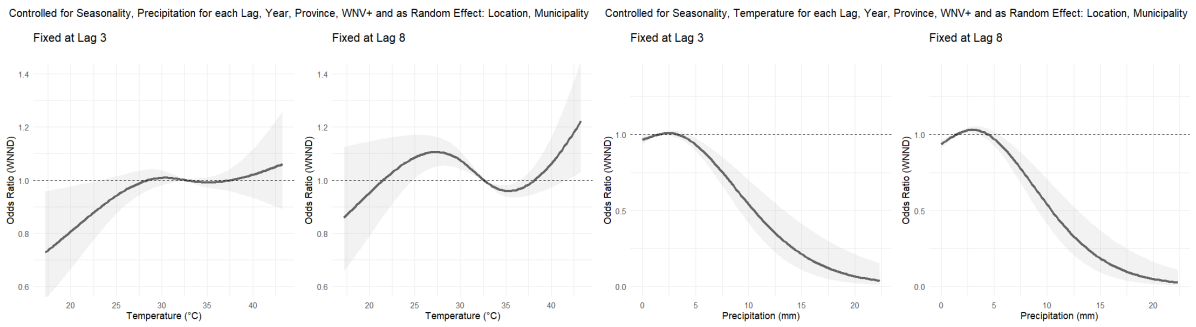 Controlled for Seasonality, Precipitation for each Lag, Year, Province, WNV+ and as Random Effect: Location, Municipality
Fixed at Lag 3
Odds Ratio (WNND)
1.4
1.2
1.0
0.8
0.6
20 25 30 35 40
Temperature (°C)
Fixed at Lag 8
Odds Ratio (WNND)
1.4
1.2
1.0
0.8
0.6
20 25 30 35 40
Temperature (°C)
Controlled for Seasonality, Temperature for each Lag, Year, Province, WNV+ and as Random Effect: Location, Municipality
Fixed at Lag 3
Odds Ratio (WNND)
1.0
0.5
0.0
0 5 10 15 20
Precipitation (mm)
Fixed at Lag 8
Odds Ratio (WNND)
1.0
0.5
0.0
0 5 10 15 20
Precipitation (mm)